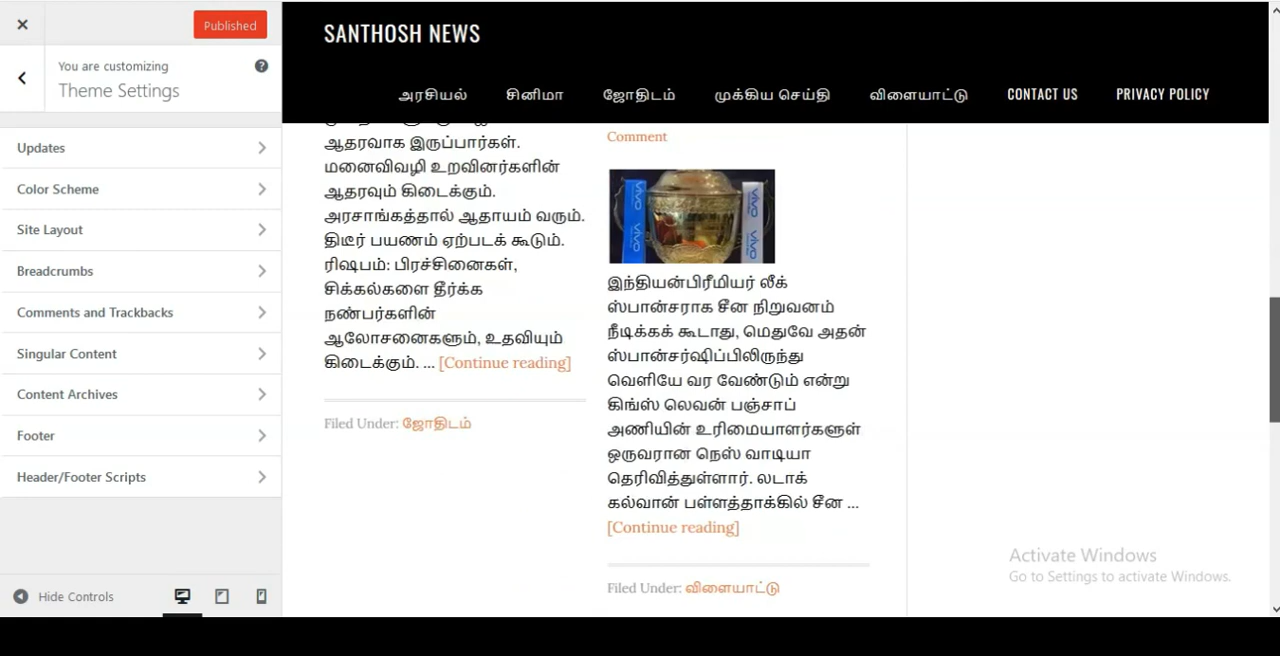 Published
You are customizing
Theme Settings
Updates
Color Scheme
Site Layout
Breadcrumbs
Comments and Trackbacks
Singular Content
Content Archives
Footer
Header/Footer Scripts
Hide Controls
SANTHOSH NEWS
அரசியல் சினிமா ஜோதிடம் முக்கிய செய்தி விளையாட்டு CONTACT US PRIVACY POLICY
ஆதரவாக இருப்பார்கள்.
மனைவிவழி உறவினர்களின்
ஆதரவும் கிடைக்கும்.
அரசாங்கத்தால் ஆதாயம் வரும்.
திடீர் பயணம் ஏற்படக் கூடும்.
ரிஷபம்: பிரச்சினைகள்,
சிக்கல்களை தீர்க்க
நண்பர்களின்
ஆலோசனைகளும், உதவியும்
கிடைக்கும். ... [Continue reading]
Filed Under: ஜோதிடம்
Comment
VIVO
VIVO
VIVO
VIVO
இந்தியன்பிரீமியர் லீக்
ஸ்பான்சராக சீன நிறுவனம்
நீடிக்கக் கூடாது, மெதுவே அதன்
ஸ்பான்சர்ஷிப்பிலிருந்து
வெளியே வர வேண்டும் என்று
கிங்ஸ் லெவன் பஞ்சாப்
அணியின் உரிமையாளர்களுள்
ஒருவரான நெஸ் வாடியா
தெரிவித்துள்ளார். லடாக்
கல்வான் பள்ளத்தாக்கில் சீன ...
[Continue reading]
Filed Under: விளையாட்டு
Activate Windows
Go to Settings to activate Windows.